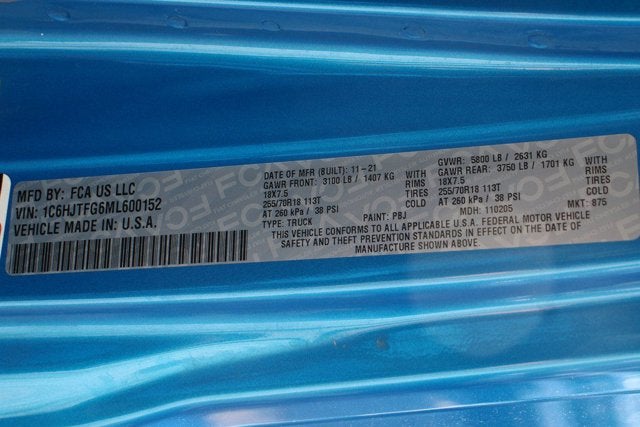 MFD BY: FCA US LLC
VIN: 1C6HJTFG6ML600152
VEHICLE MADE IN: U.S.A.
DATE OF MFR (BUILT): 11-21
GAWR FRONT: 3100 LB / 1407 KG WITH
18X7.5 RIMS
255/70R18 113T TIRES
AT 260 kPa / 38 PSI COLD
GVWR: 5800 LB / 2631 KG
GAWR REAR: 3750 LB / 1701 KG WITH
18X7.5 RIMS
255/70R18 113T TIRES
AT 260 kPa / 38 PSI COLD
TYPE: TRUCK PAINT: PBJ MDH: 110205 MKT: 875
THIS VEHICLE CONFORMS TO ALL APPLICABLE U.S.A. FEDERAL MOTOR VEHICLE
SAFETY AND THEFT PREVENTION STANDARDS IN EFFECT ON THE DATE OF
MANUFACTURE SHOWN ABOVE.